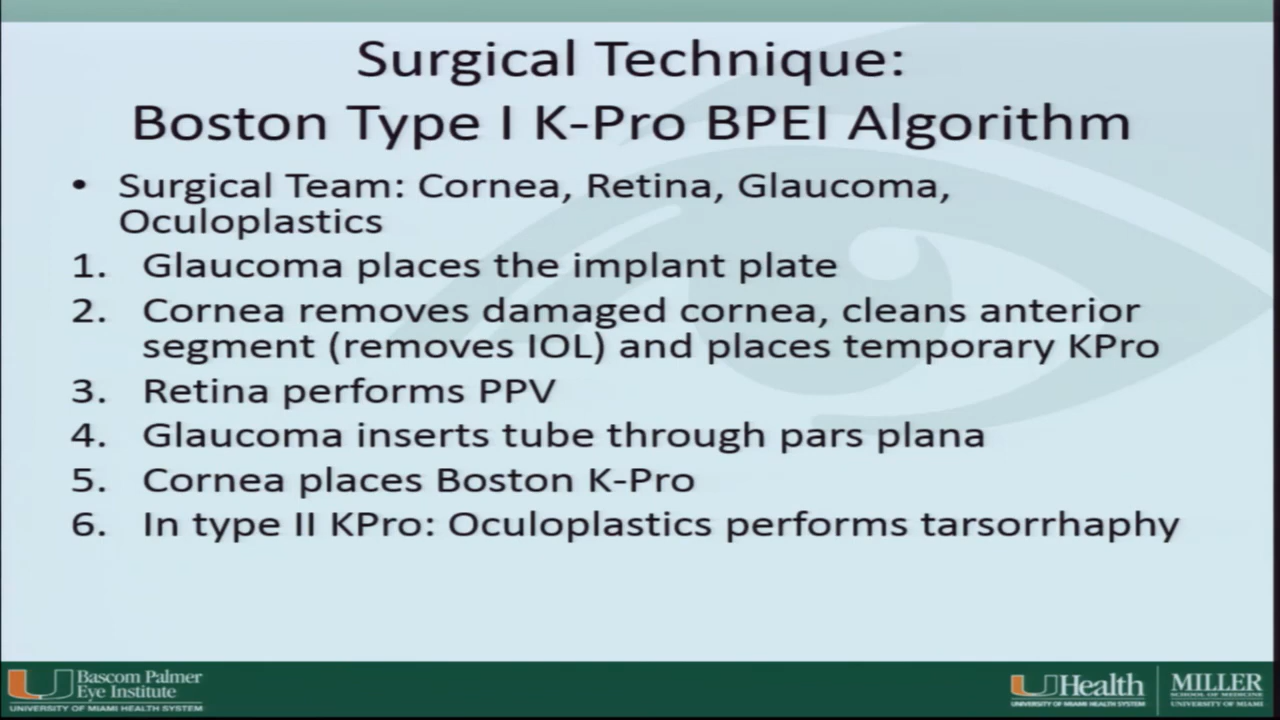 Surgical Technique:
Boston Type I K-Pro BPEI Algorithm
• Surgical Team: Cornea, Retina, Glaucoma,
Oculoplastics
1. Glaucoma places the implant plate
2. Cornea removes damaged cornea, cleans anterior
segment (removes IOL) and places temporary KPro
3. Retina performs PPV
4. Glaucoma inserts tube through pars plana
5. Cornea places Boston K-Pro
6. In type II KPro: Oculoplastics performs tarsorrhaphy
Bascom Palmer
Eye Institute
UNIVERSITY OF MIAMI HEALTH SYSTEM
UHealth
UNIVERSITY OF MIAMI HEALTH SYSTEM
MILLER
SCHOOL OF MEDICINE
UNIVERSITY OF MIAMI